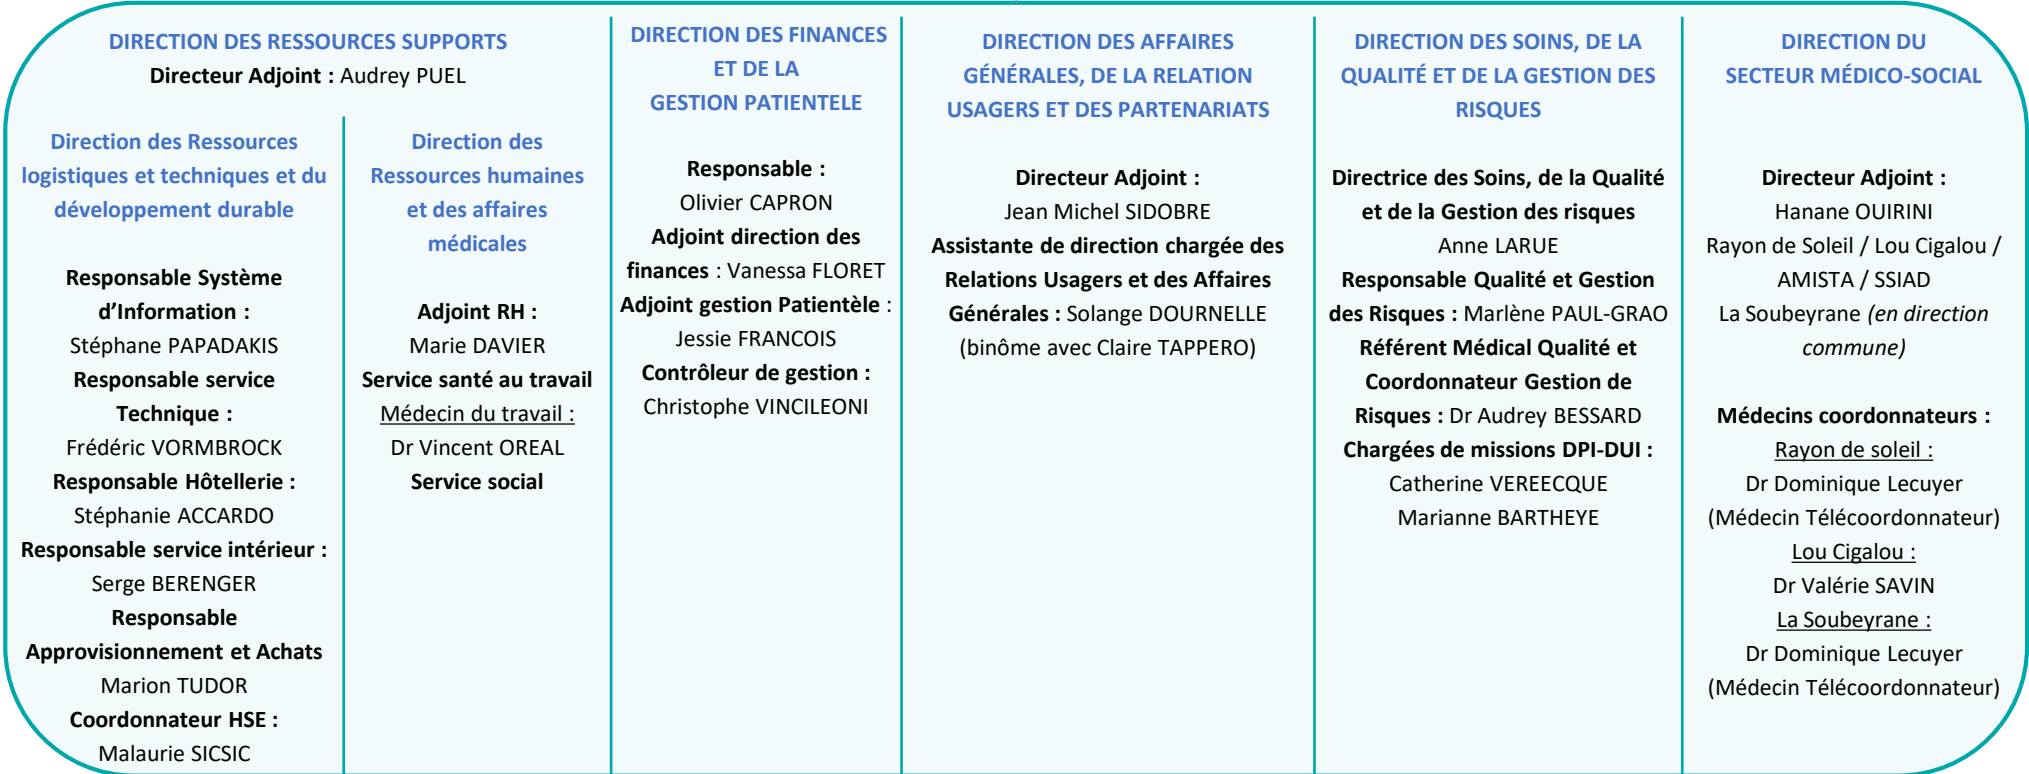 DIRECTION DES RESSOURCES SUPPORTS
Directeur Adjoint : Audrey PUEL
Direction des Ressources
logistiques et techniques et du
développement durable
Responsable Système
d’Information :
Stéphane PAPADAKIS
Responsable service
Technique :
Frédéric VORMBROCK
Responsable Hôtellerie :
Stéphanie ACCARDO
Responsable service intérieur :
Serge BERENGER
Responsable
Approvisionnement et Achats
Marion TUDOR
Coordonnateur HSE :
Malaurie SICSIC
Direction des
Ressources humaines
et des affaires
médicales
Adjoint RH :
Marie DAVIER
Service santé au travail
Médecin du travail :
Dr Vincent OREAL
Service social
DIRECTION DES FINANCES
ET DE LA
GESTION PATIENTELE
Responsable :
Olivier CAPRON
Adjoint direction des
finances : Vanessa FLORET
Adjoint gestion Patientèle :
Jessie FRANCOIS
Contrôleur de gestion :
Christophe VINCILEONI
DIRECTION DES AFFAIRES
GÉNÉRALES, DE LA RELATION
USAGERS ET DES PARTENARIATS
Directeur Adjoint :
Jean Michel SIDOBRE
Assistante de direction chargée des
Relations Usagers et des Affaires
Générales : Solange DOURNELLE
(binôme avec Claire TAPPERO)
DIRECTION DES SOINS, DE LA
QUALITÉ ET DE LA GESTION DES
RISQUES
Directrice des Soins, de la Qualité
et de la Gestion des risques
Anne LARUE
Responsable Qualité et Gestion
des Risques : Marlène PAUL-GRAO
Référent Médical Qualité et
Coordonnateur Gestion de
Risques : Dr Audrey BESSARD
Chargées de missions DPI-DUI :
Catherine VEREECQUE
Marianne BARTHEYE
DIRECTION DU
SECTEUR MÉDICO-SOCIAL
Directeur Adjoint :
Hanane OUIRINI
Rayon de Soleil / Lou Cigalou /
AMISTA / SSIAD
La Soubeyrane (en direction
commune)
Médecins coordonnateurs :
Rayon de soleil :
Dr Dominique Lecuyer
(Médecin Télécoordonnateur)
Lou Cigalou :
Dr Valérie SAVIN
La Soubeyrane :
Dr Dominique Lecuyer
(Médecin Télécoordonnateur)